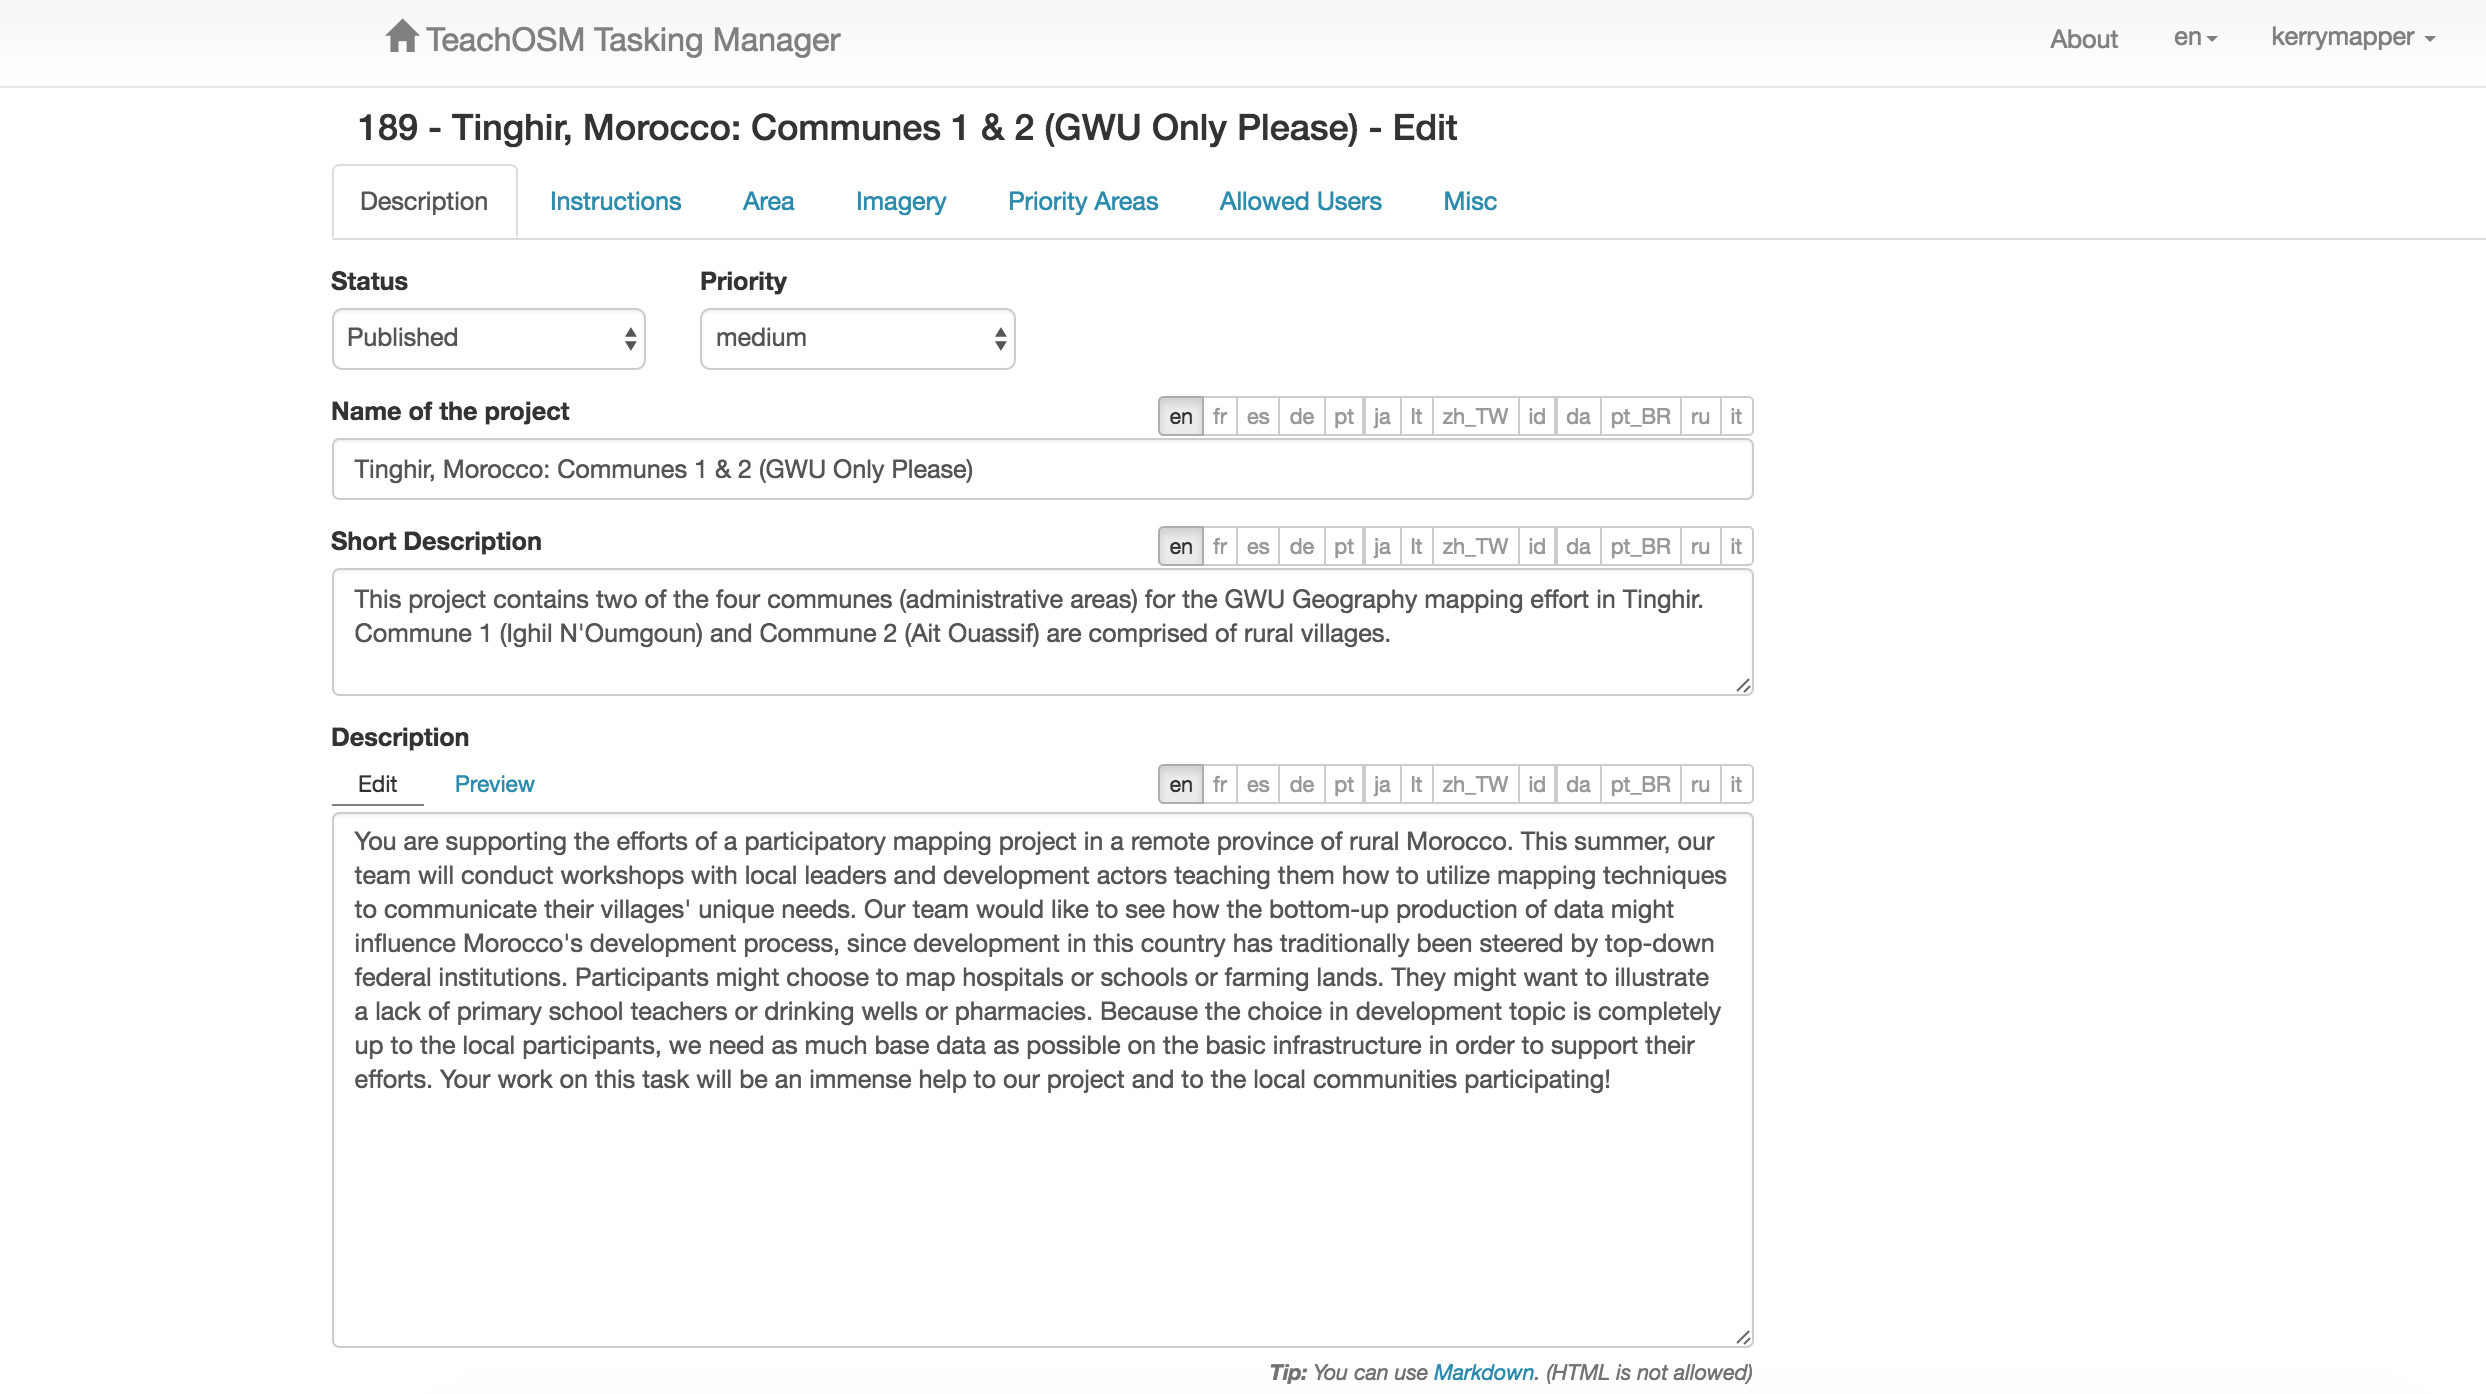 TeachOSM Tasking Manager
About en kerrymapper
189 - Tinghir, Morocco: Communes 1 & 2 (GWU Only Please) - Edit
Description Instructions Area Imagery Priority Areas Allowed Users Misc
Status Priority
Published medium
Name of the project
en fr es de pt ja lt zh_TW id da pt_BR ru it
Tinghir, Morocco: Communes 1 & 2 (GWU Only Please)
Short Description
en fr es de pt ja lt zh_TW id da pt_BR ru it
This project contains two of the four communes (administrative areas) for the GWU Geography mapping effort in Tinghir.
Commune 1 (Ighil N'Oumgoun) and Commune 2 (Ait Ouassif) are comprised of rural villages.
Description
Edit Preview
en fr es de pt ja lt zh_TW id da pt_BR ru it
You are supporting the efforts of a participatory mapping project in a remote province of rural Morocco. This summer, our
team will conduct workshops with local leaders and development actors teaching them how to utilize mapping techniques
to communicate their villages' unique needs. Our team would like to see how the bottom-up production of data might
influence Morocco's development process, since development in this country has traditionally been steered by top-down
federal institutions. Participants might choose to map hospitals or schools or farming lands. They might want to illustrate
a lack of primary school teachers or drinking wells or pharmacies. Because the choice in development topic is completely
up to the local participants, we need as much base data as possible on the basic infrastructure in order to support their
efforts. Your work on this task will be an immense help to our project and to the local communities participating!
Tip: You can use Markdown. (HTML is not allowed)